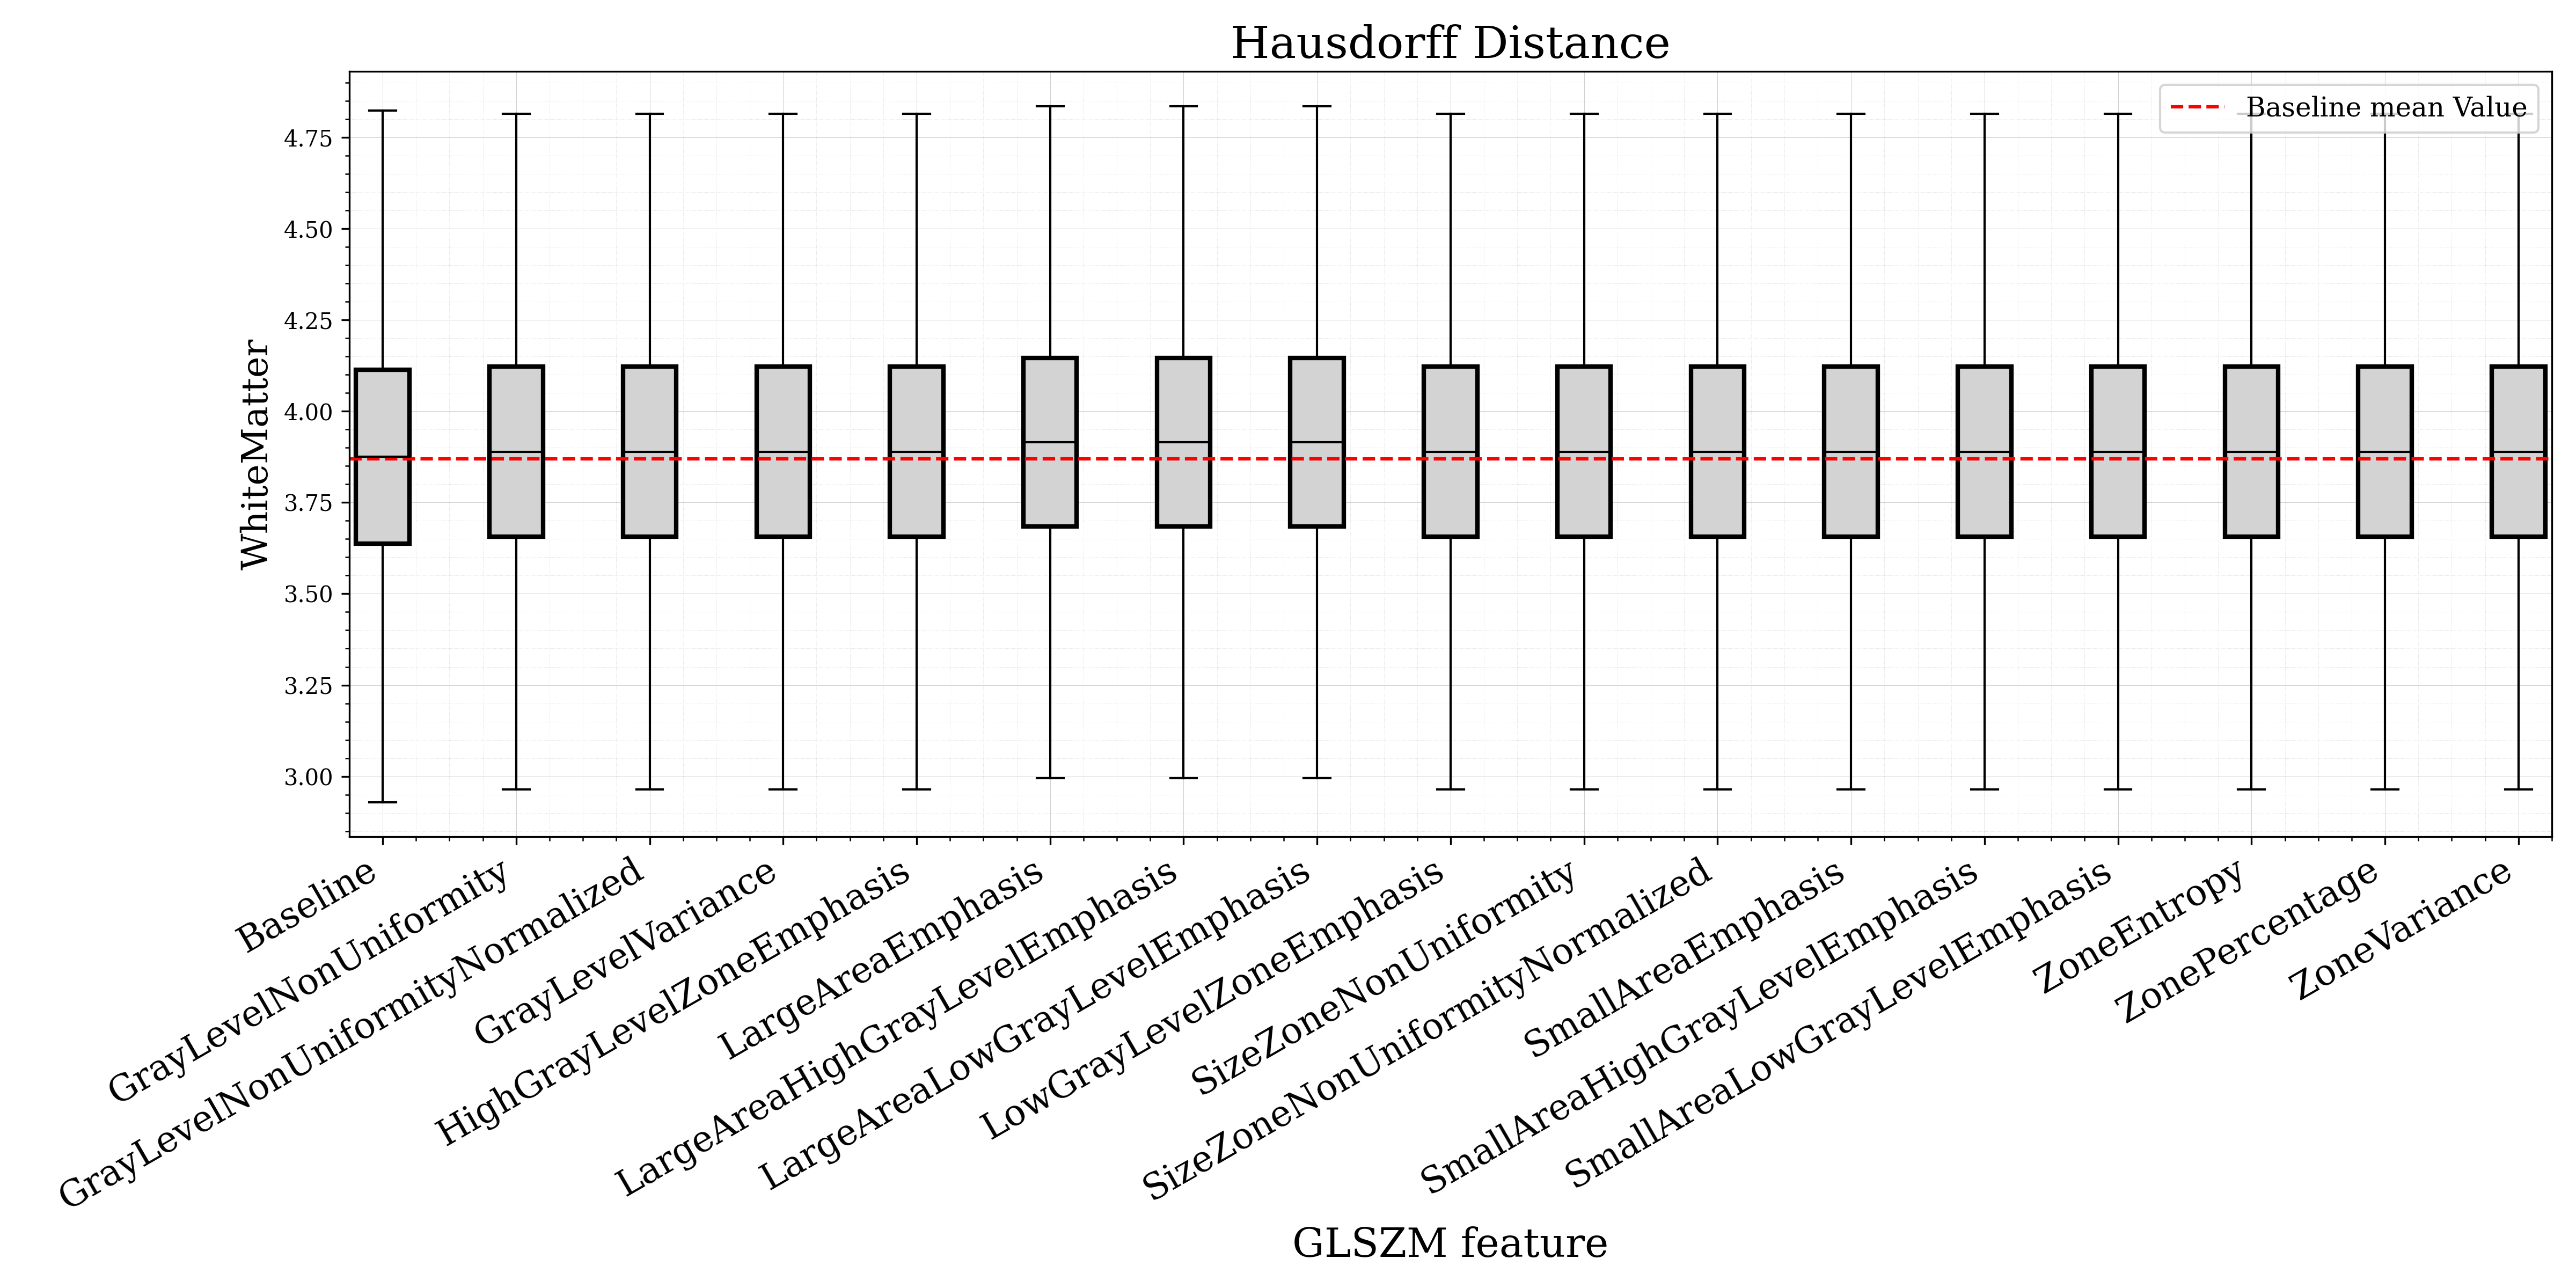 Hausdorff Distance
Baseline mean Value
WhiteMatter
4.75
4.50
4.25
4.00
3.75
3.50
3.25
3.00
Baseline
GrayLevelNonUniformity
GrayLevelNonUniformityNormalized
GrayLevelVariance
HighGrayLevelZoneEmphasis
LargeAreaEmphasis
LargeAreaHighGrayLevelEmphasis
LargeAreaLowGrayLevelEmphasis
LowGrayLevelZoneEmphasis
SizeZoneNonUniformity
SizeZoneNonUniformityNormalized
SmallAreaEmphasis
SmallAreaHighGrayLevelEmphasis
SmallAreaLowGrayLevelEmphasis
ZoneEntropy
ZonePercentage
ZoneVariance
GLSZM feature